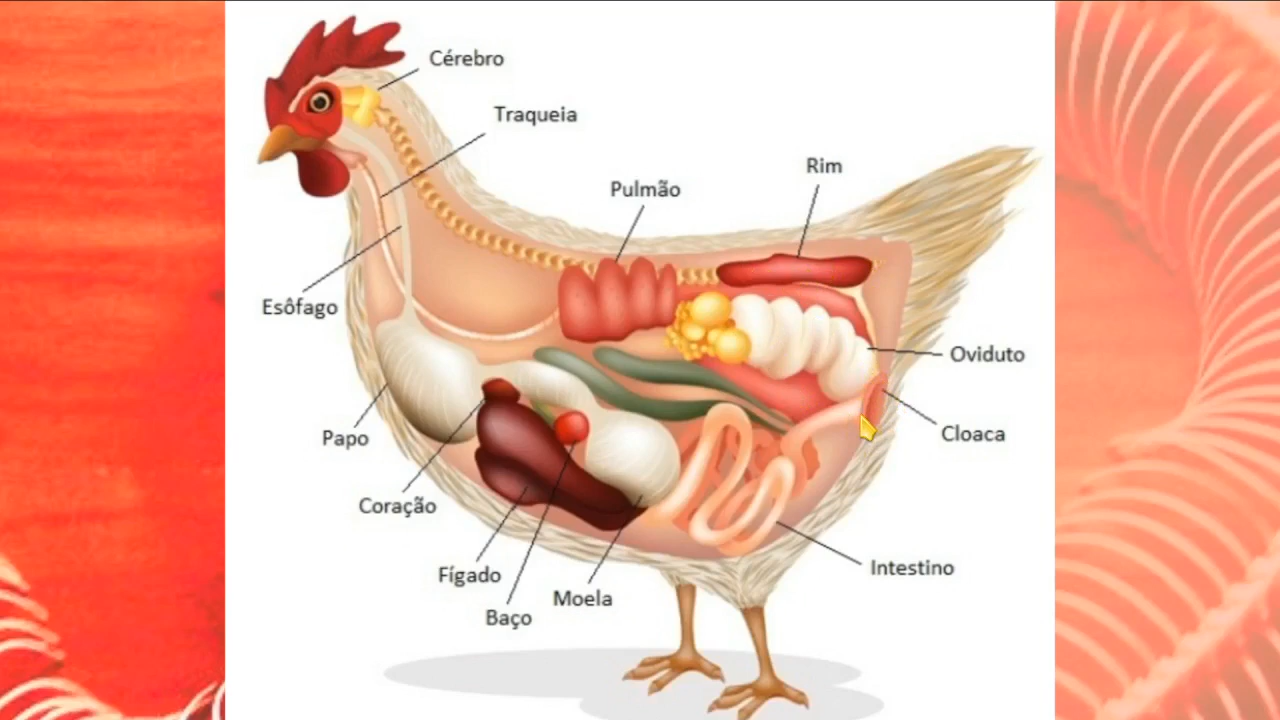 Cérebro
Traqueia
Rim
Pulmão
Esôfago
Oviduto
Cloaca
Papo
Coração
Intestino
Fígado
Moela
Baço